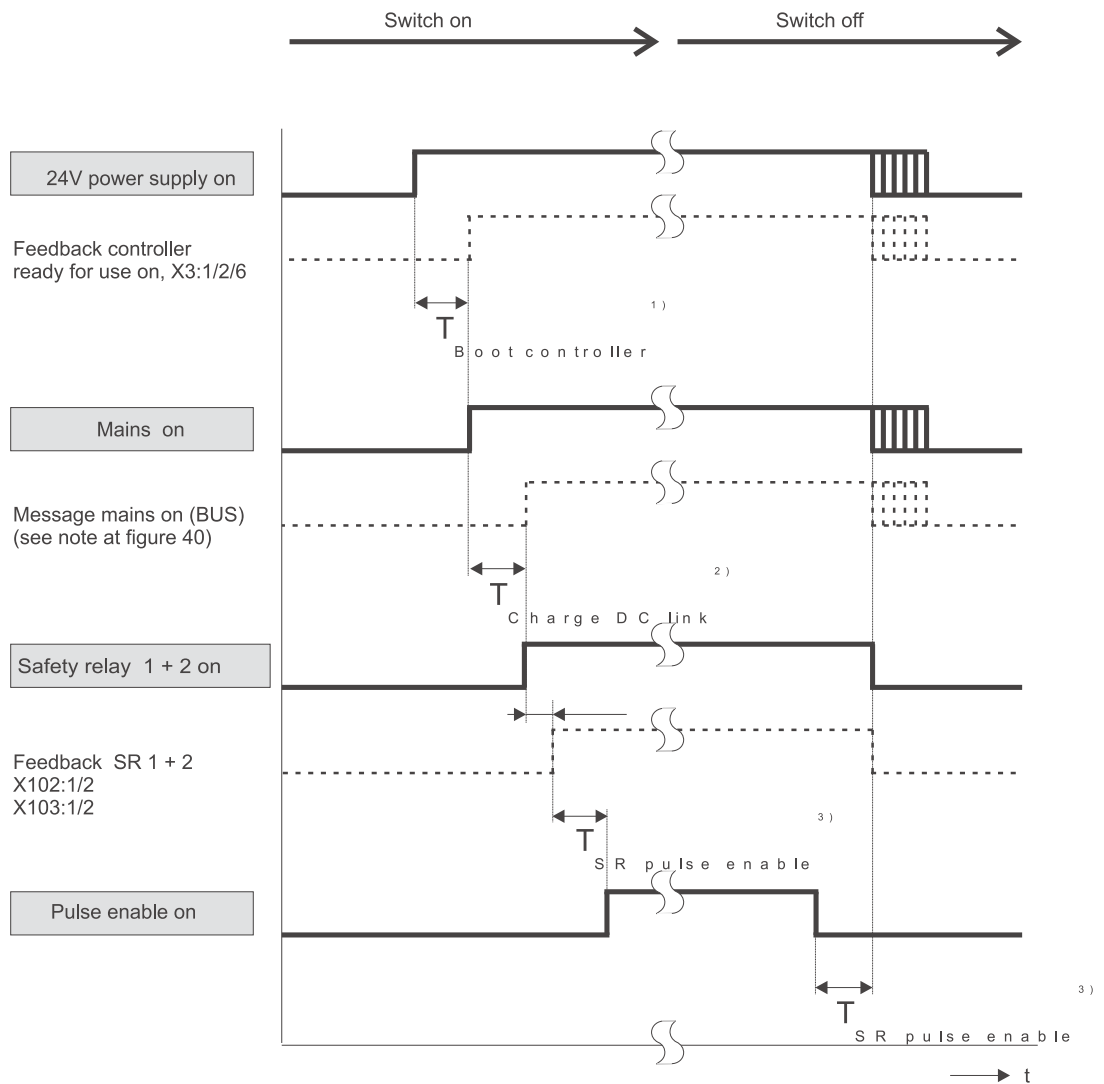 Switch on
Switch off
24V power supply on
Feedback controller
ready for use on, X3:1/2/6
T Boot controller 1)
Mains on
Message mains on (BUS)
(see note at figure 40)
T Charge DC link 2)
Safety relay 1 + 2 on
Feedback SR 1 + 2
X102:1/2
X103:1/2
T SR pulse enable 3)
Pulse enable on
T SR pulse enable 3)
t